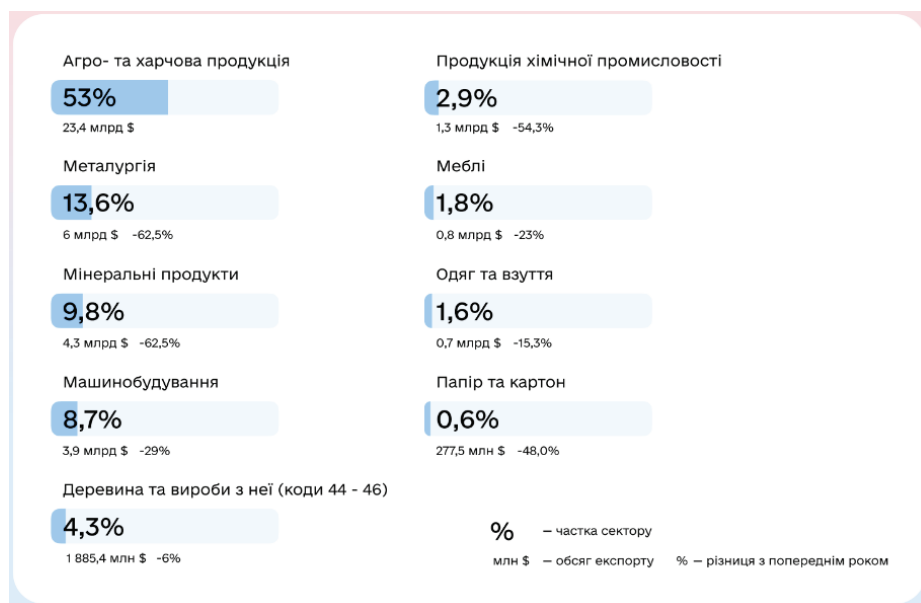 Агро- та харчова продукція
53%
23,4 млрд $
Металургія
13,6%
6 млрд $ -62,5%
Мінеральні продукти
9,8%
4,3 млрд $ -62,5%
Машинобудування
8,7%
3,9 млрд $ -29%
Деревина та вироби з неї (коди 44 - 46)
4,3%
1 885,4 млн $ -6%
Продукція хімічної промисловості
2,9%
1,3 млрд $ -54,3%
Меблі
1,8%
0,8 млрд $ -23%
Одяг та взуття
1,6%
0,7 млрд $ -15,3%
Папір та картон
0,6%
277,5 млн $ -48,0%
% – частка сектору
млн $ – обсяг експорту % – різниця з попереднім роком